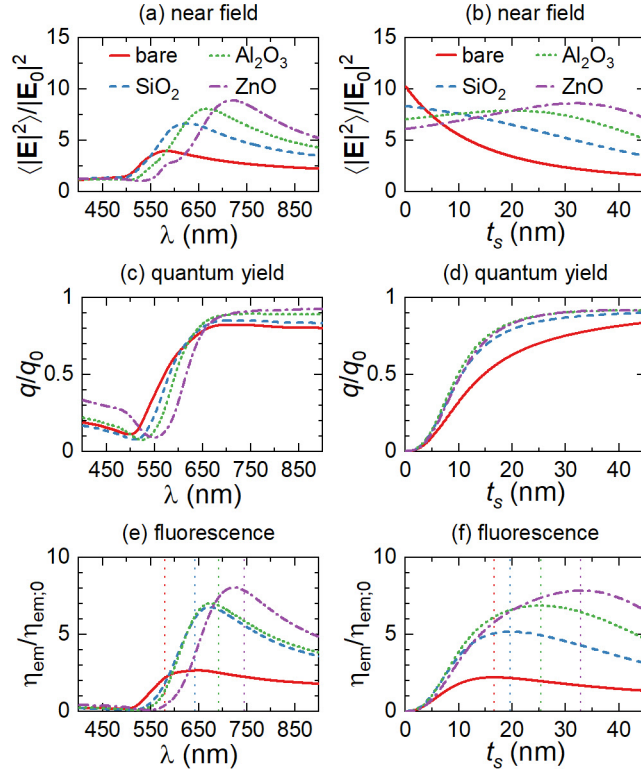 (a) near field
(b) near field
⟨|E|²⟩/|E₀|²
15
10
5
0
bare
Al₂O₃
SiO₂
ZnO
450 550 650 750 850
λ (nm)
⟨|E|²⟩/|E₀|²
15
10
5
0
bare
Al₂O₃
SiO₂
ZnO
0 10 20 30 40
tₛ (nm)
(c) quantum yield
(d) quantum yield
q/q₀
1
0.5
0
450 550 650 750 850
λ (nm)
q/q₀
1
0.5
0
0 10 20 30 40
tₛ (nm)
(e) fluorescence
(f) fluorescence
ηem/ηem;0
10
5
0
450 550 650 750 850
λ (nm)
ηem/ηem;0
10
5
0
0 10 20 30 40
tₛ (nm)